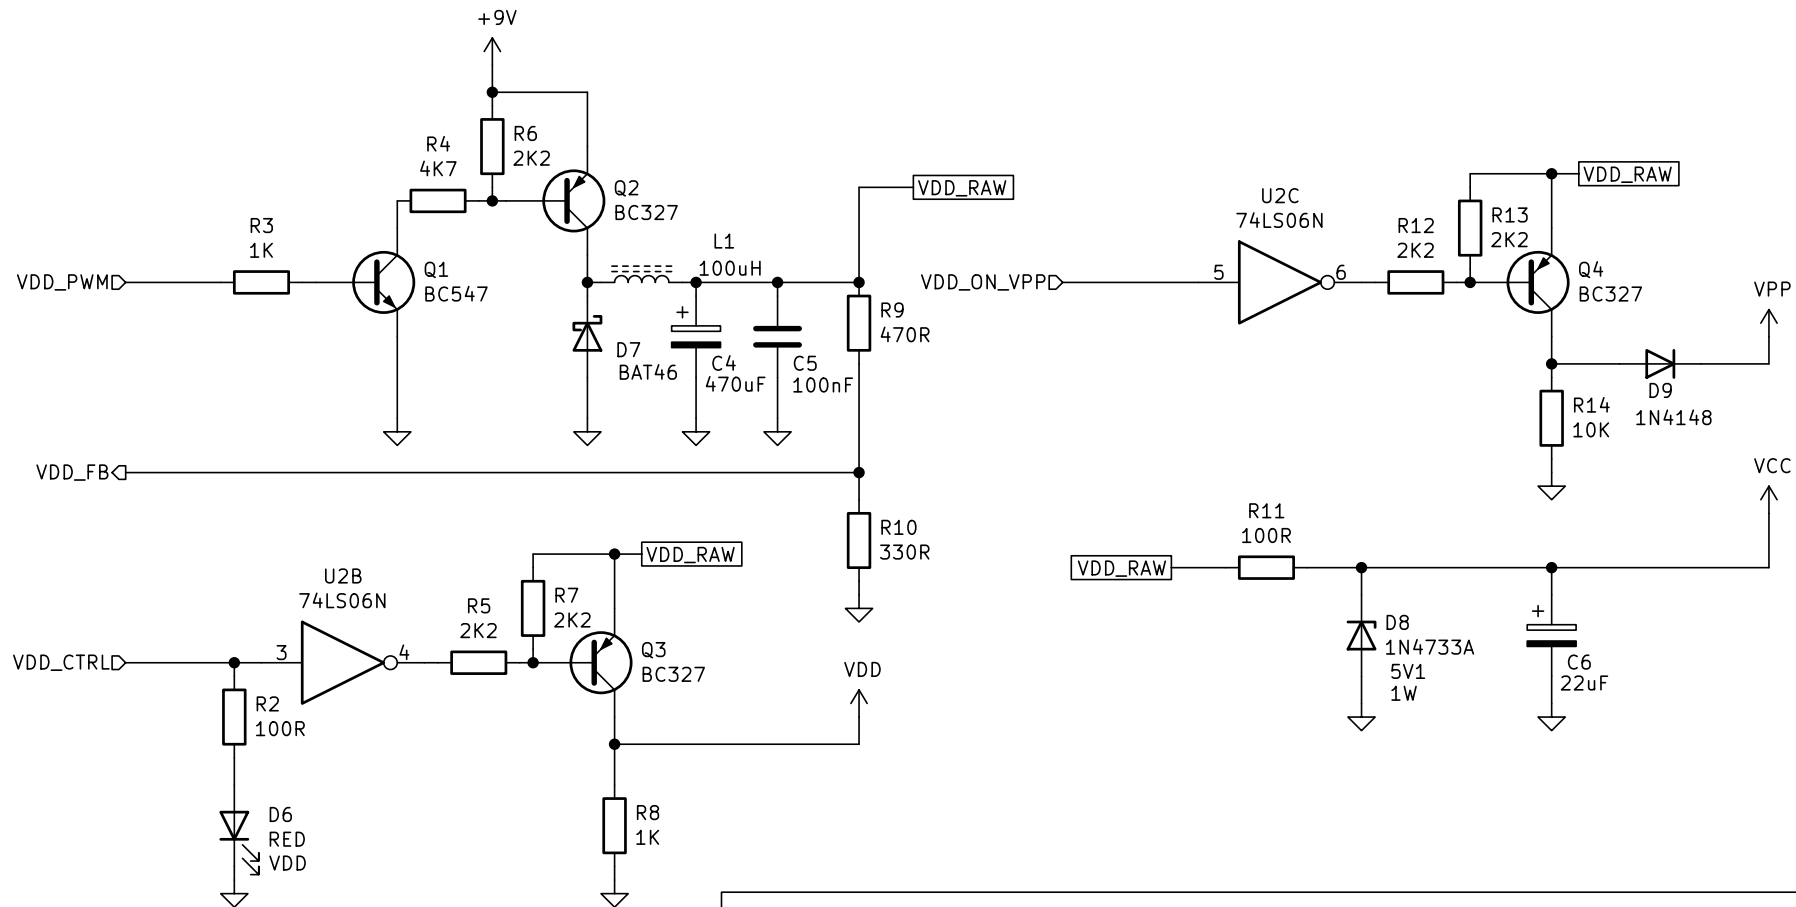 +9V
R6
2K2
R4
4K7
Q2
BC327
VDD_RAW
R3
1K
L1
100uH
VDD_PWM
Q1
BC547
+
D7
BAT46
C4
470uF
C5
100nF
R9
470R
VDD_FB
R10
330R
VDD_RAW
U2B
74LS06N
R5
2K2
R7
2K2
VDD_CTRL
3
4
Q3
BC327
VDD
R2
100R
D6
RED
VDD
R8
1K
VDD_RAW
U2C
74LS06N
R12
2K2
R13
2K2
VDD_ON_VPP
5
6
Q4
BC327
VPP
D9
1N4148
R14
10K
VCC
R11
100R
VDD_RAW
+
D8
1N4733A
5V1
1W
C6
22uF